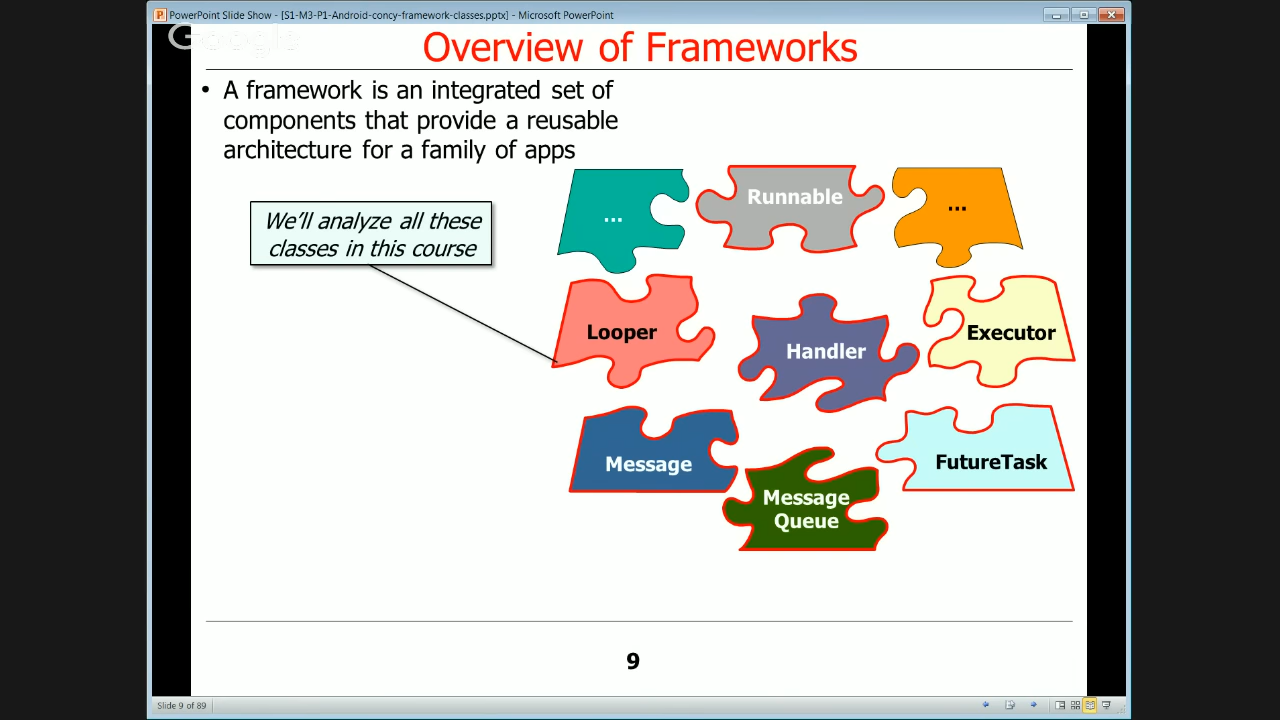 PowerPoint Slide Show - [S1-M3-P1-Android-concy-framework-classes.pptx] - Microsoft PowerPoint
Google
Overview of Frameworks
• A framework is an integrated set of
components that provide a reusable
architecture for a family of apps
We'll analyze all these
classes in this course
...
Runnable
...
Looper
Handler
Executor
Message
Message
Queue
FutureTask
9
Slide 9 of 89